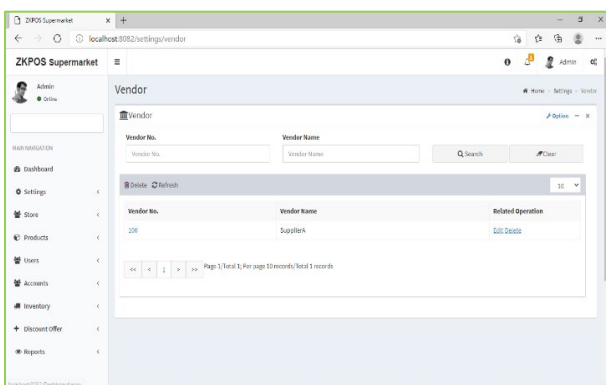 ZKPOS Supermarket
localhost:8082/settings/vendor
ZKPOS Supermarket
Admin
Admin
Online
Vendor
Home - Settings - Vendor
Vendor
Option
Vendor No.
Vendor Name
Vendor No.
Vendor Name
Search
Clear
MAIN NAVIGATION
Dashboard
Settings
Store
Products
Users
Accounts
Inventory
Discount Offer
Reports
Delete Refresh
10
Vendor No.
Vendor Name
Related Operation
100
SupplierA
Edit Delete
<< < 1 > >> Page 1/Total 1; Per page 10 records/Total 1 records